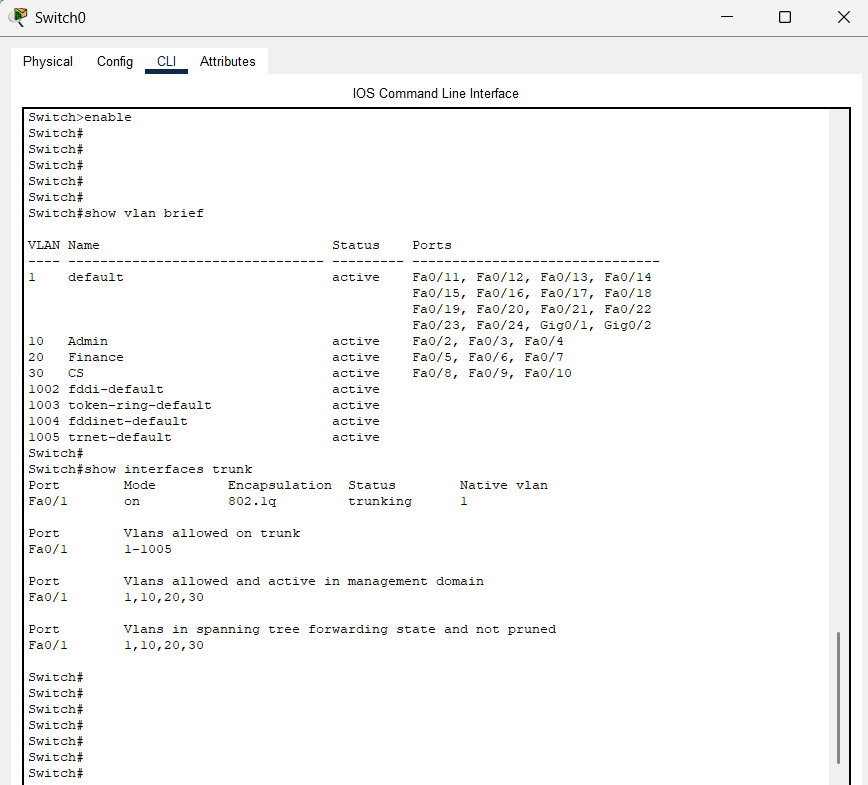 Switch0
Physical Config CLI Attributes
IOS Command Line Interface
Switch>enable
Switch#
Switch#
Switch#
Switch#
Switch#
Switch#show vlan brief
VLAN Name                             Status    Ports
---- -------------------------------- --------- -------------------------------
1    default                          active    Fa0/11, Fa0/12, Fa0/13, Fa0/14
                                                Fa0/15, Fa0/16, Fa0/17, Fa0/18
                                                Fa0/19, Fa0/20, Fa0/21, Fa0/22
                                                Fa0/23, Fa0/24, Gig0/1, Gig0/2
10   Admin                            active    Fa0/2, Fa0/3, Fa0/4
20   Finance                          active    Fa0/5, Fa0/6, Fa0/7
30   CS                               active    Fa0/8, Fa0/9, Fa0/10
1002 fddi-default                     active
1003 token-ring-default               active
1004 fddinet-default                  active
1005 trnet-default                    active
Switch#
Switch#show interfaces trunk
Port        Mode         Encapsulation  Status        Native vlan
Fa0/1       on           802.1q         trunking      1
Port        Vlans allowed on trunk
Fa0/1       1-1005
Port        Vlans allowed and active in management domain
Fa0/1       1,10,20,30
Port        Vlans in spanning tree forwarding state and not pruned
Fa0/1       1,10,20,30
Switch#
Switch#
Switch#
Switch#
Switch#
Switch#
Switch#